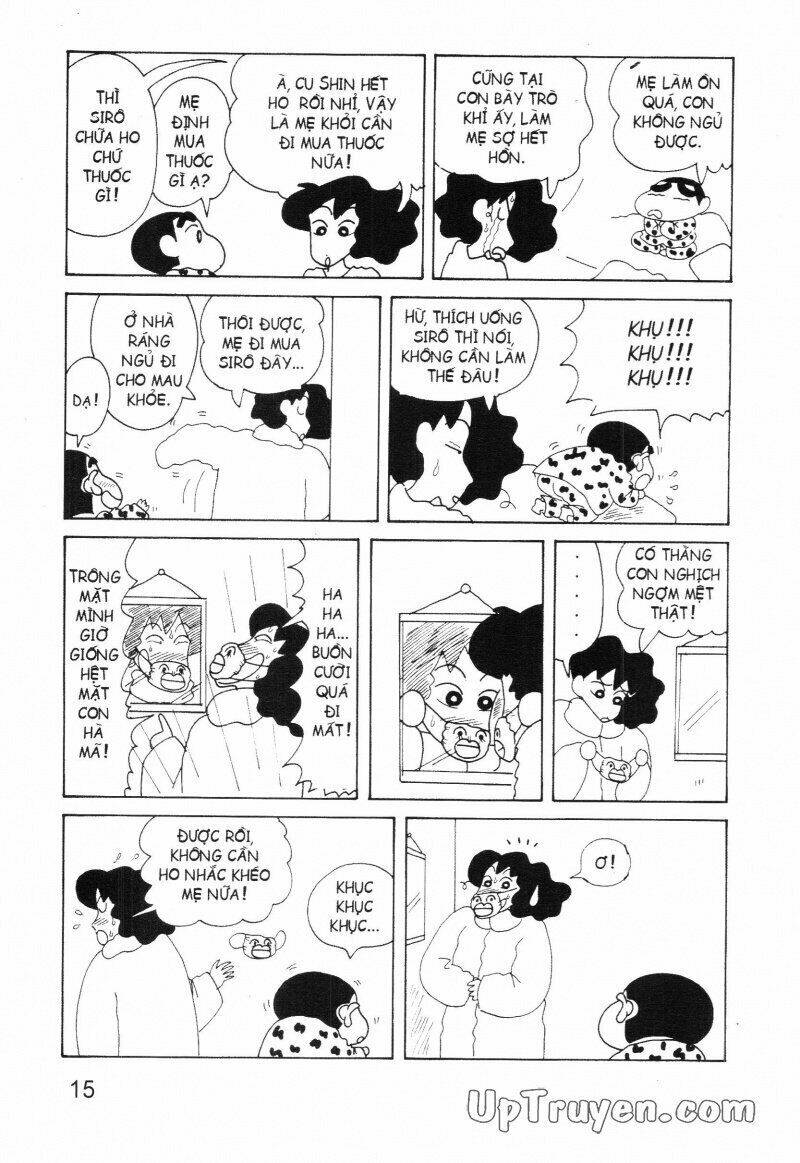 MẸ LÀM ỒN
QUÁ, CON
KHÔNG NGỦ
ĐƯỢC.
CŨNG TẠI
CON BÀY TRÒ
KHỈ ẤY, LÀM
MẸ SỢ HẾT
HỒN.
À, CU SHIN HẾT
HO RỒI NHỈ, VẬY
LÀ MẸ KHỎI CẦN
ĐI MUA THUỐC
NỮA!
MẸ
ĐỊNH
MUA
THUỐC
GÌ Ạ?
THÌ
SIRÔ
CHỮA HO
CHỨ
THUỐC
GÌ!
KHỤ!!!
KHỤ!!!
KHỤ!!!
HỪ, THÍCH UỐNG
SIRÔ THÌ NÓI,
KHÔNG CẦN LÀM
THẾ ĐÂU!
THÔI ĐƯỢC,
MẸ ĐI MUA
SIRÔ ĐÂY...
Ở NHÀ
RÁNG
NGỦ ĐI
CHO MAU
KHỎE.
DẠ!
CÓ THẰNG
CON NGHỊCH
NGỢM MỆT
THẬT!
HA
HA
HA...
BUỒN
CƯỜI
QUÁ
ĐI
MẤT!
TRÔNG
MẶT
MÌNH
GIỜ
GIỐNG
HỆT
MẶT
CON
HÀ
MÃ!
Ơ!
KHỤC
KHỤC
KHỤC...
ĐƯỢC RỒI,
KHÔNG CẦN
HO NHẮC KHÉO
MẸ NỮA!
15
UpTruyen.com